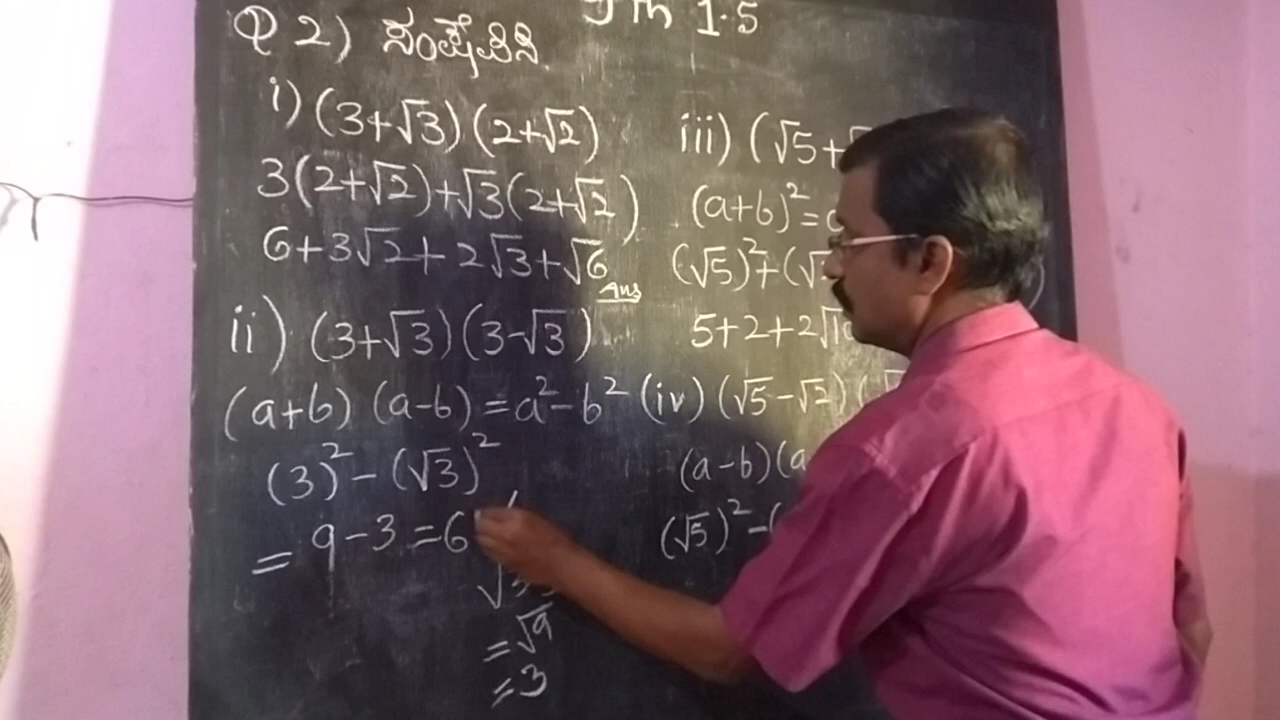 9th 1.5
Q 2) ಸಂಕ್ಷೇಪಿಸಿ.
i) (3+√3)(2+√2)
3(2+√2)+√3(2+√2)
6+3√2+2√3+√6
Ans
ii) (3+√3)(3-√3)
(a+b) (a-b) = a²-b²
(3)² - (√3)²
= 9-3=6
= √9
= 3
iii) (√5+
(a+b)² =
(√5)²+(√
5+2+2√10
(iv) (√5-√2)(
(a-b)(a
(√5)² -(